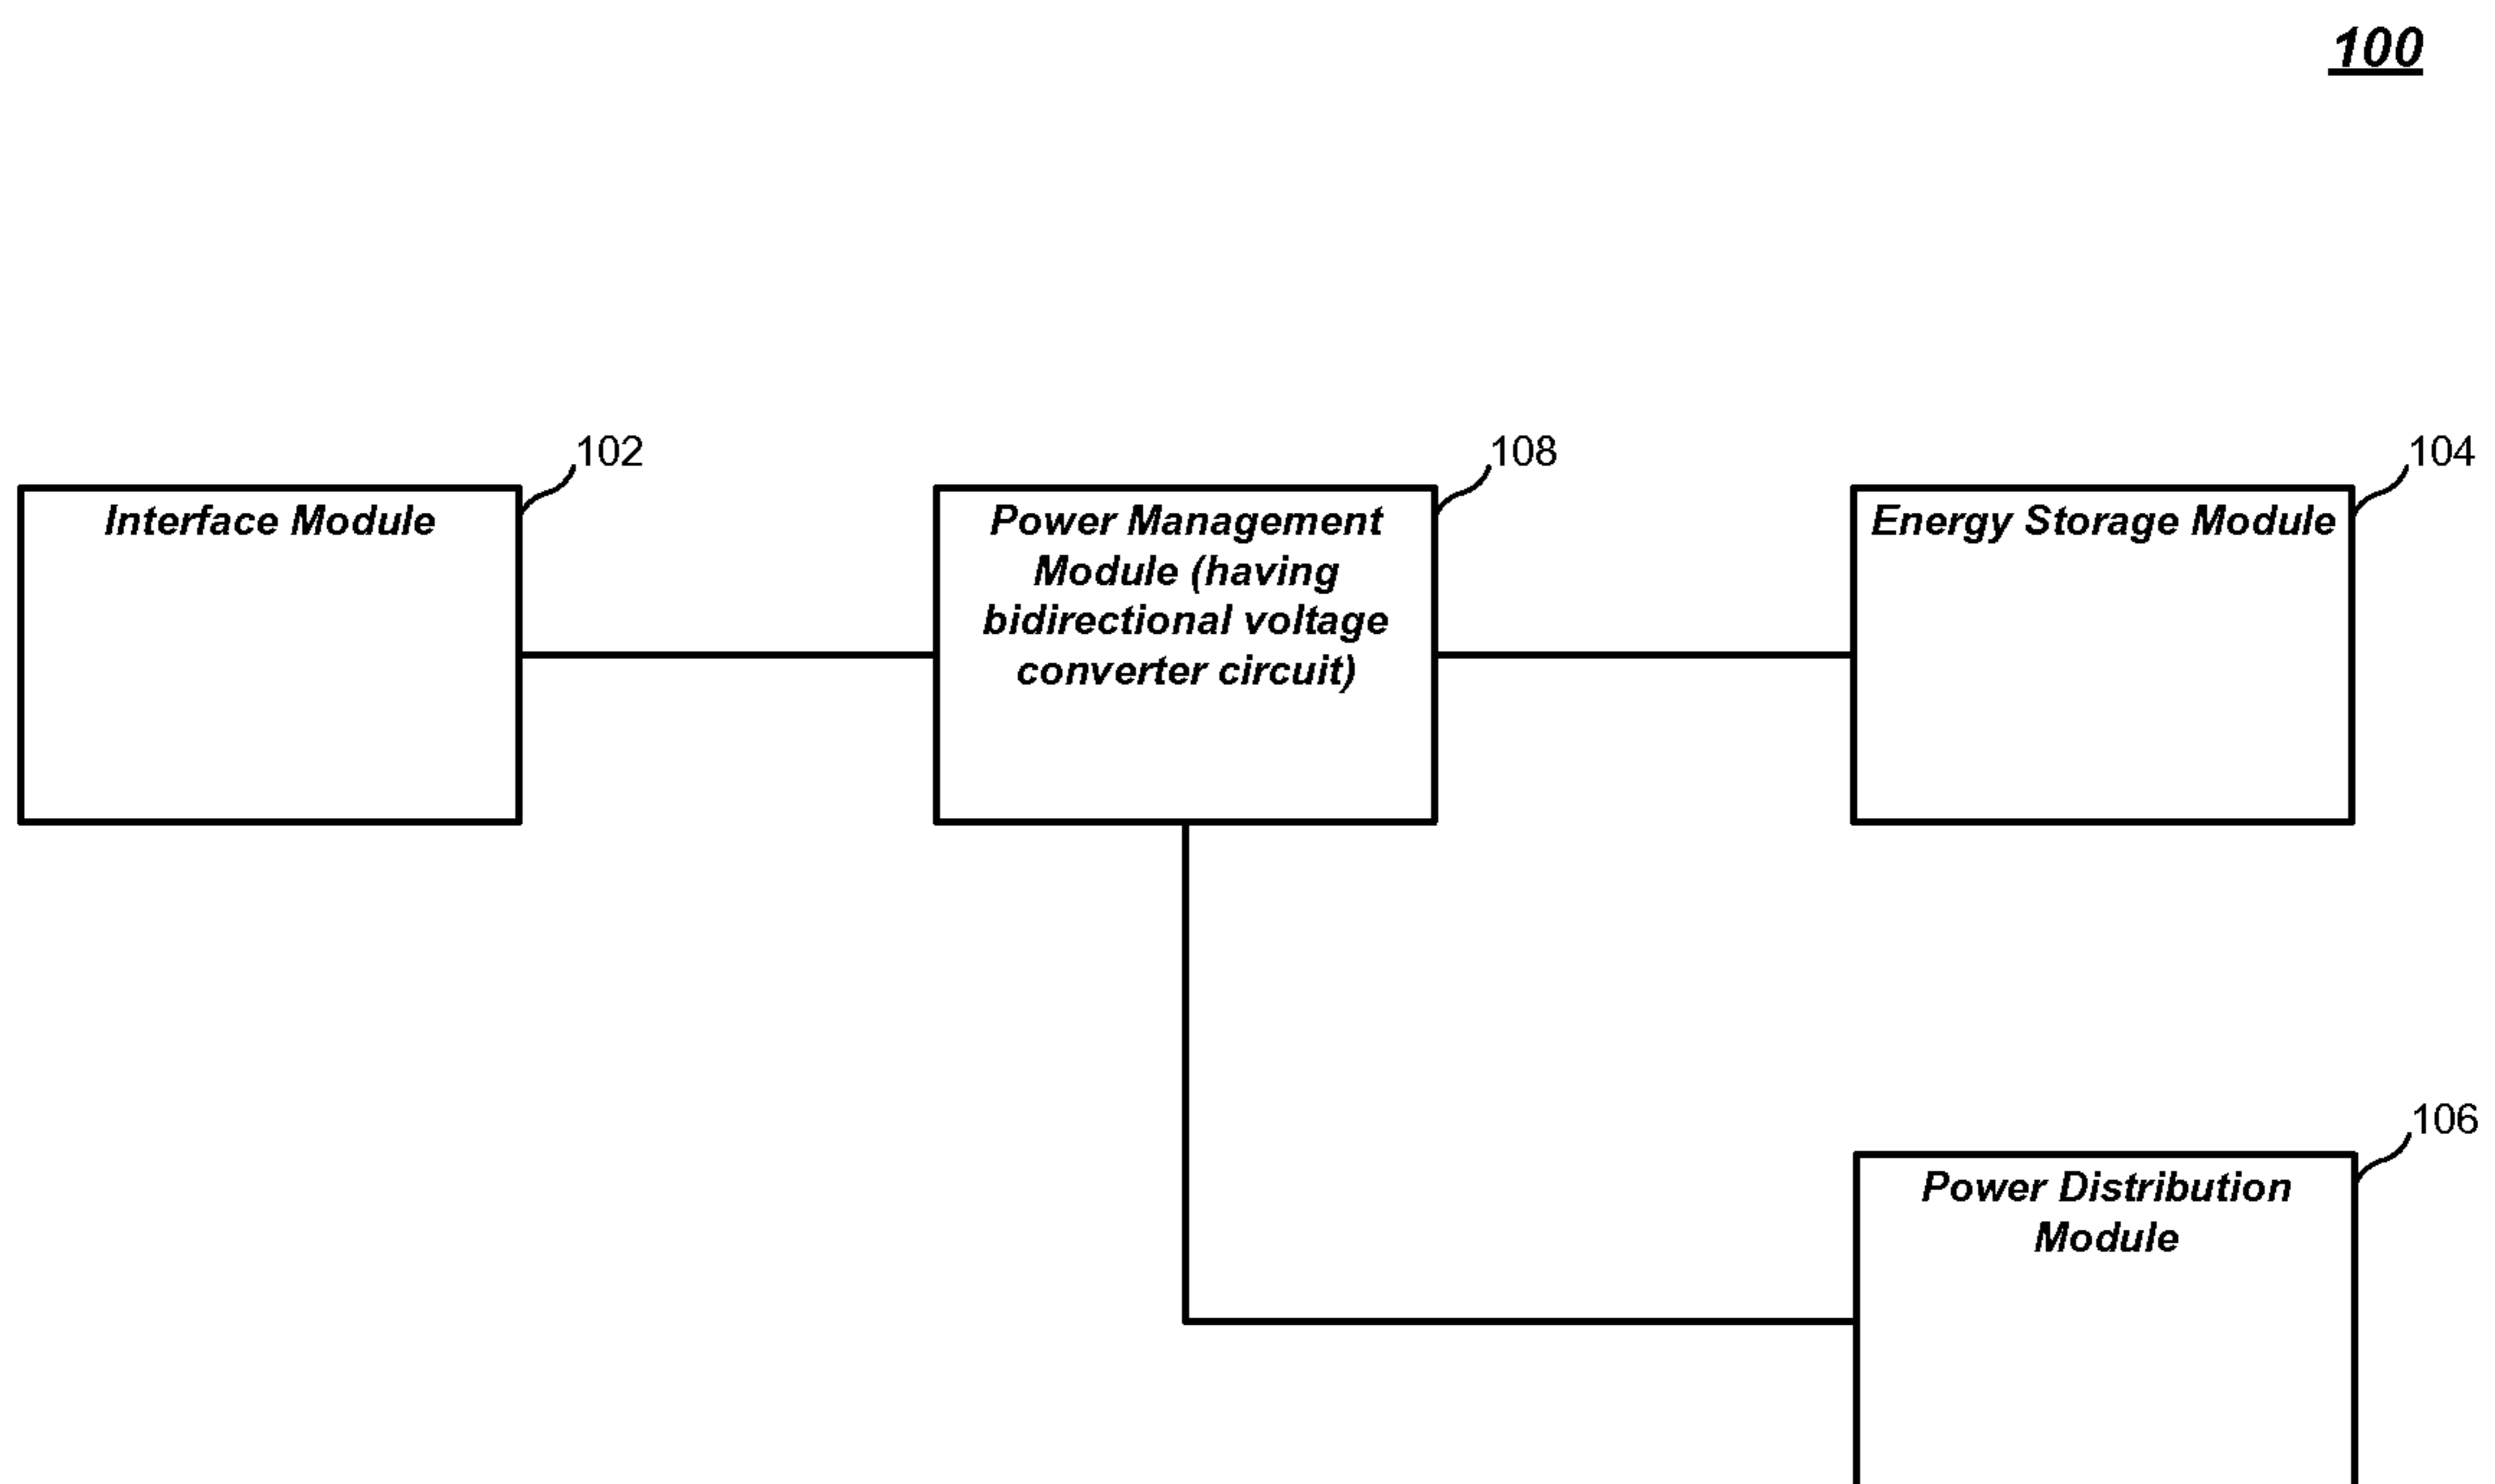 100
102
Interface Module
108
Power Management
Module (having
bidirectional voltage
converter circuit)
104
Energy Storage Module
106
Power Distribution
Module